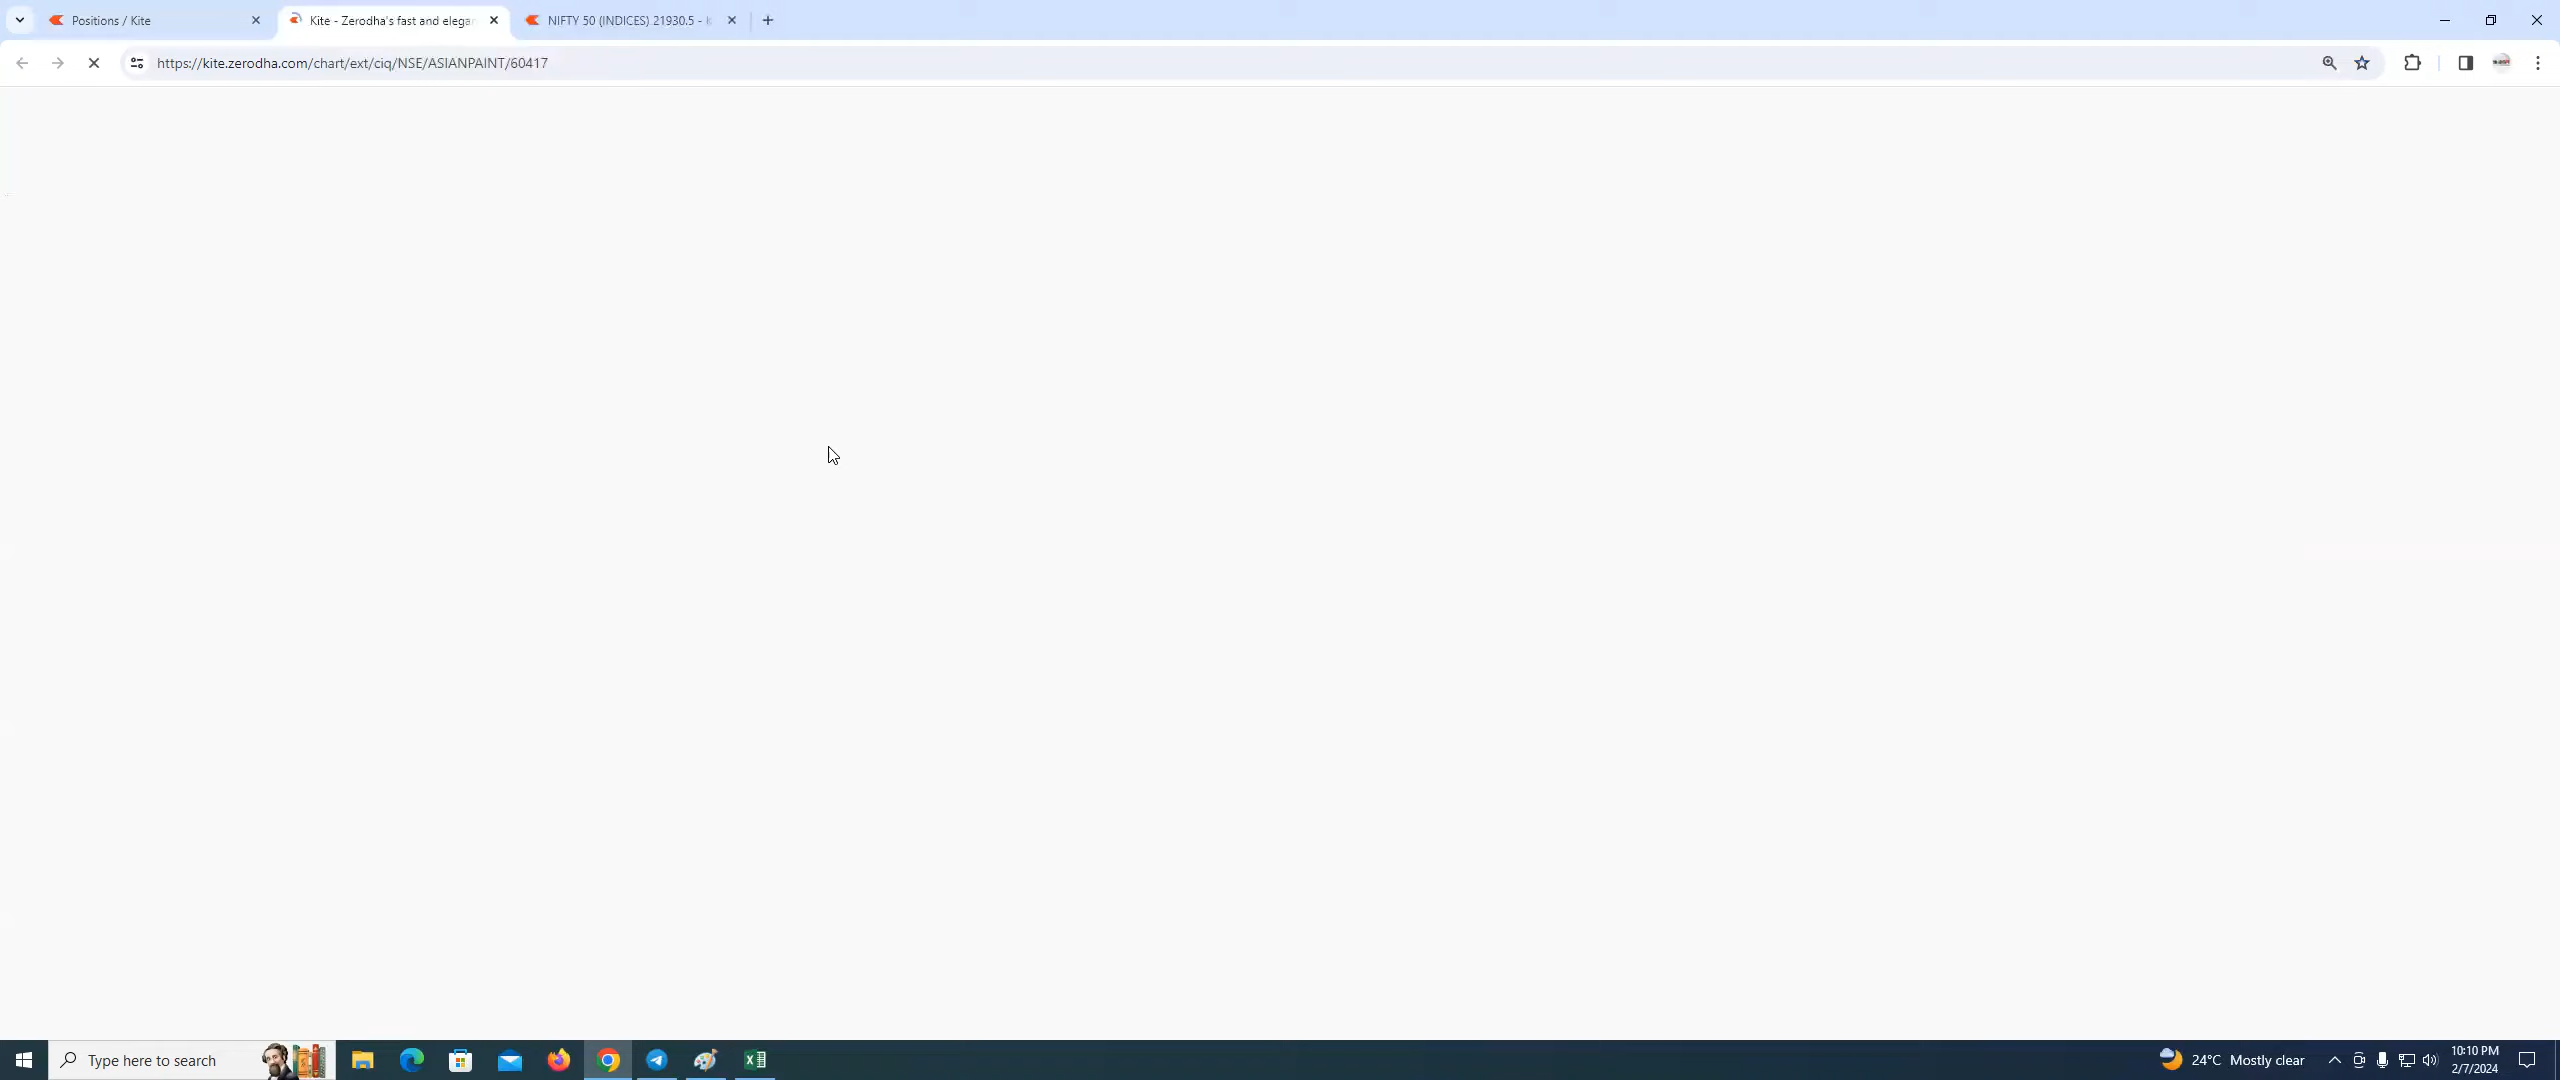 Positions / Kite
Kite - Zerodha's fast and elega
NIFTY 50 (INDICES) 21930.5 -
https://kite.zerodha.com/chart/ext/ciq/NSE/ASIANPAINT/60417
Type here to search
24°C Mostly clear
10:10 PM
2/7/2024